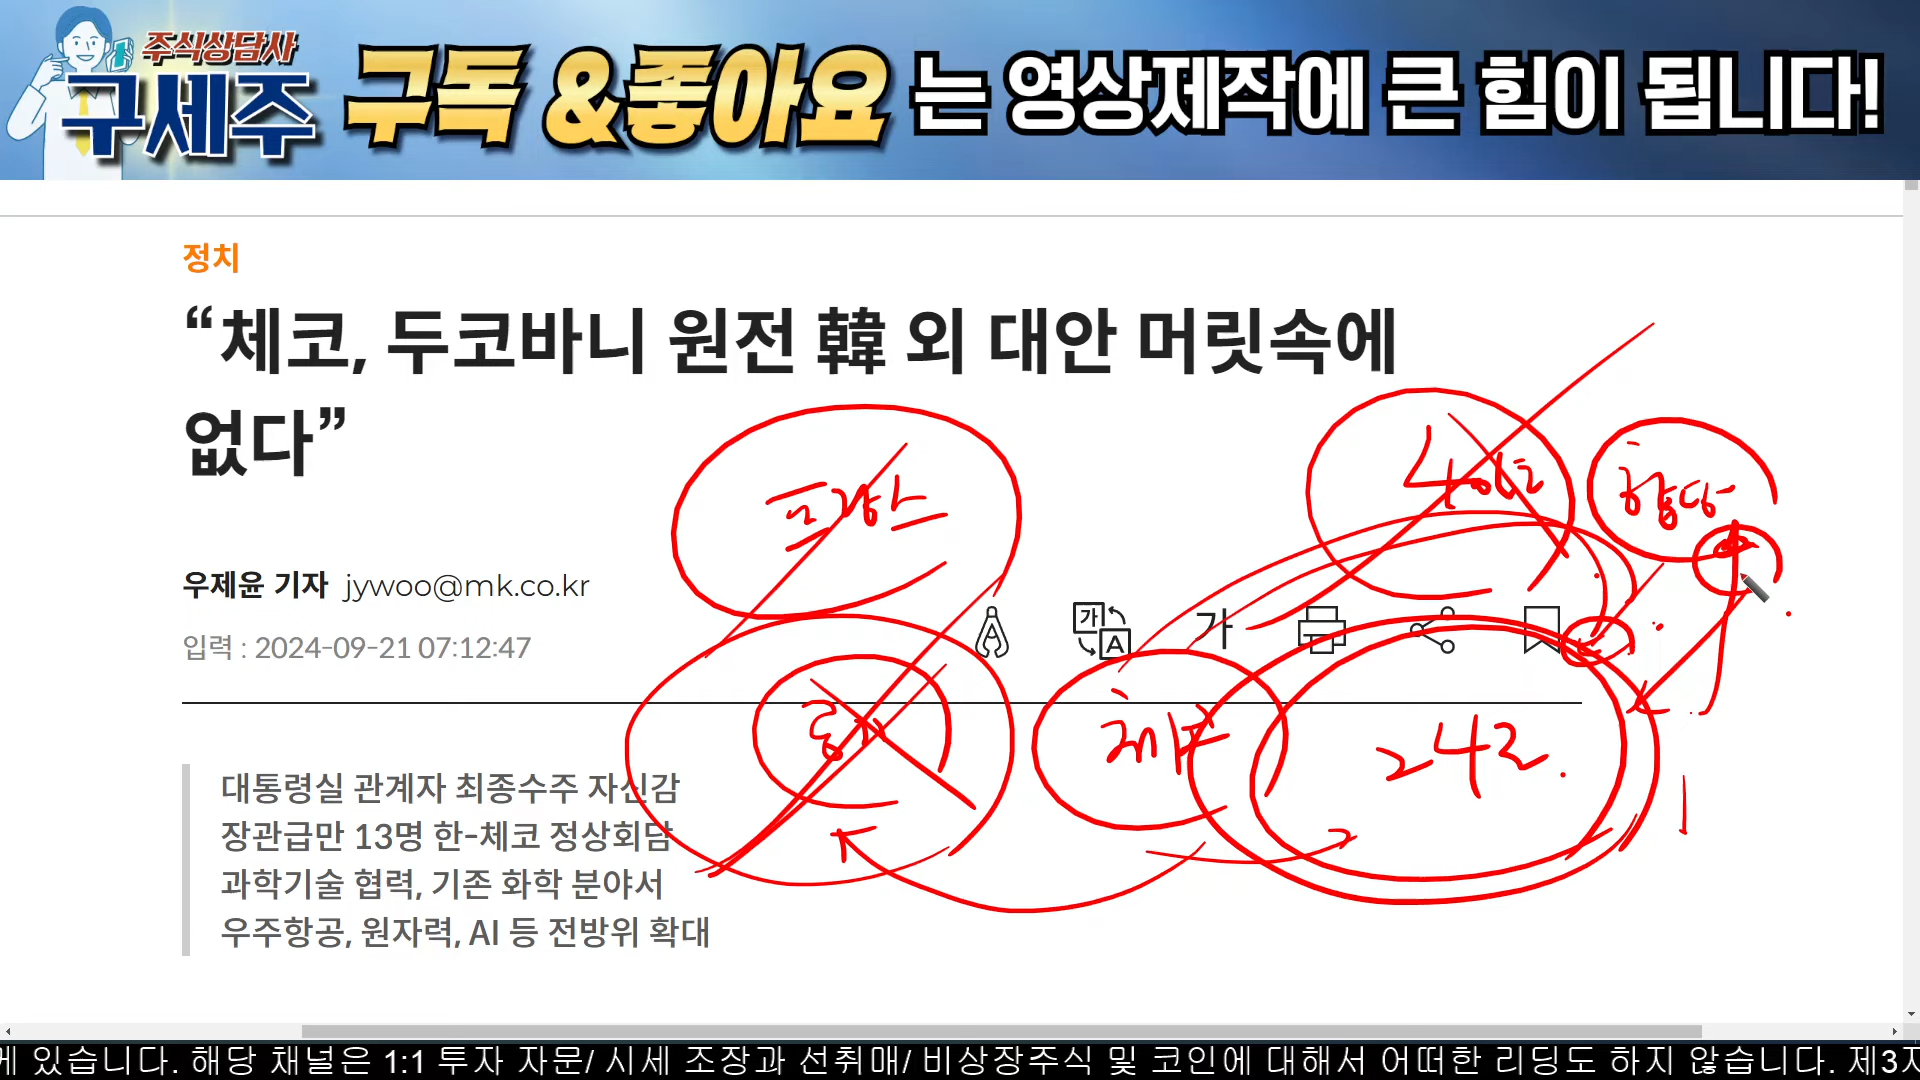 주식상담사
구세주
구독 &좋아요 는 영상제작에 큰 힘이 됩니다!
정치
“체코, 두코바니 원전 韓 외 대안 머릿속에
없다”
프랑스
우제윤 기자 jywoo@mk.co.kr
입력 : 2024-09-21 07:12:47
가
가 A
24조
대통령실 관계자 최종수주 자신감
장관급만 13명 한-체코 정상회담
과학기술 협력, 기존 화학 분야서
우주항공, 원자력, AI 등 전방위 확대
있습니다. 해당 채널은 1:1 투자 자문/ 시세 조장과 선취매/ 비상장주식 및 코인에 대해서 어떠한 리딩도 하지 않습니다. 제3